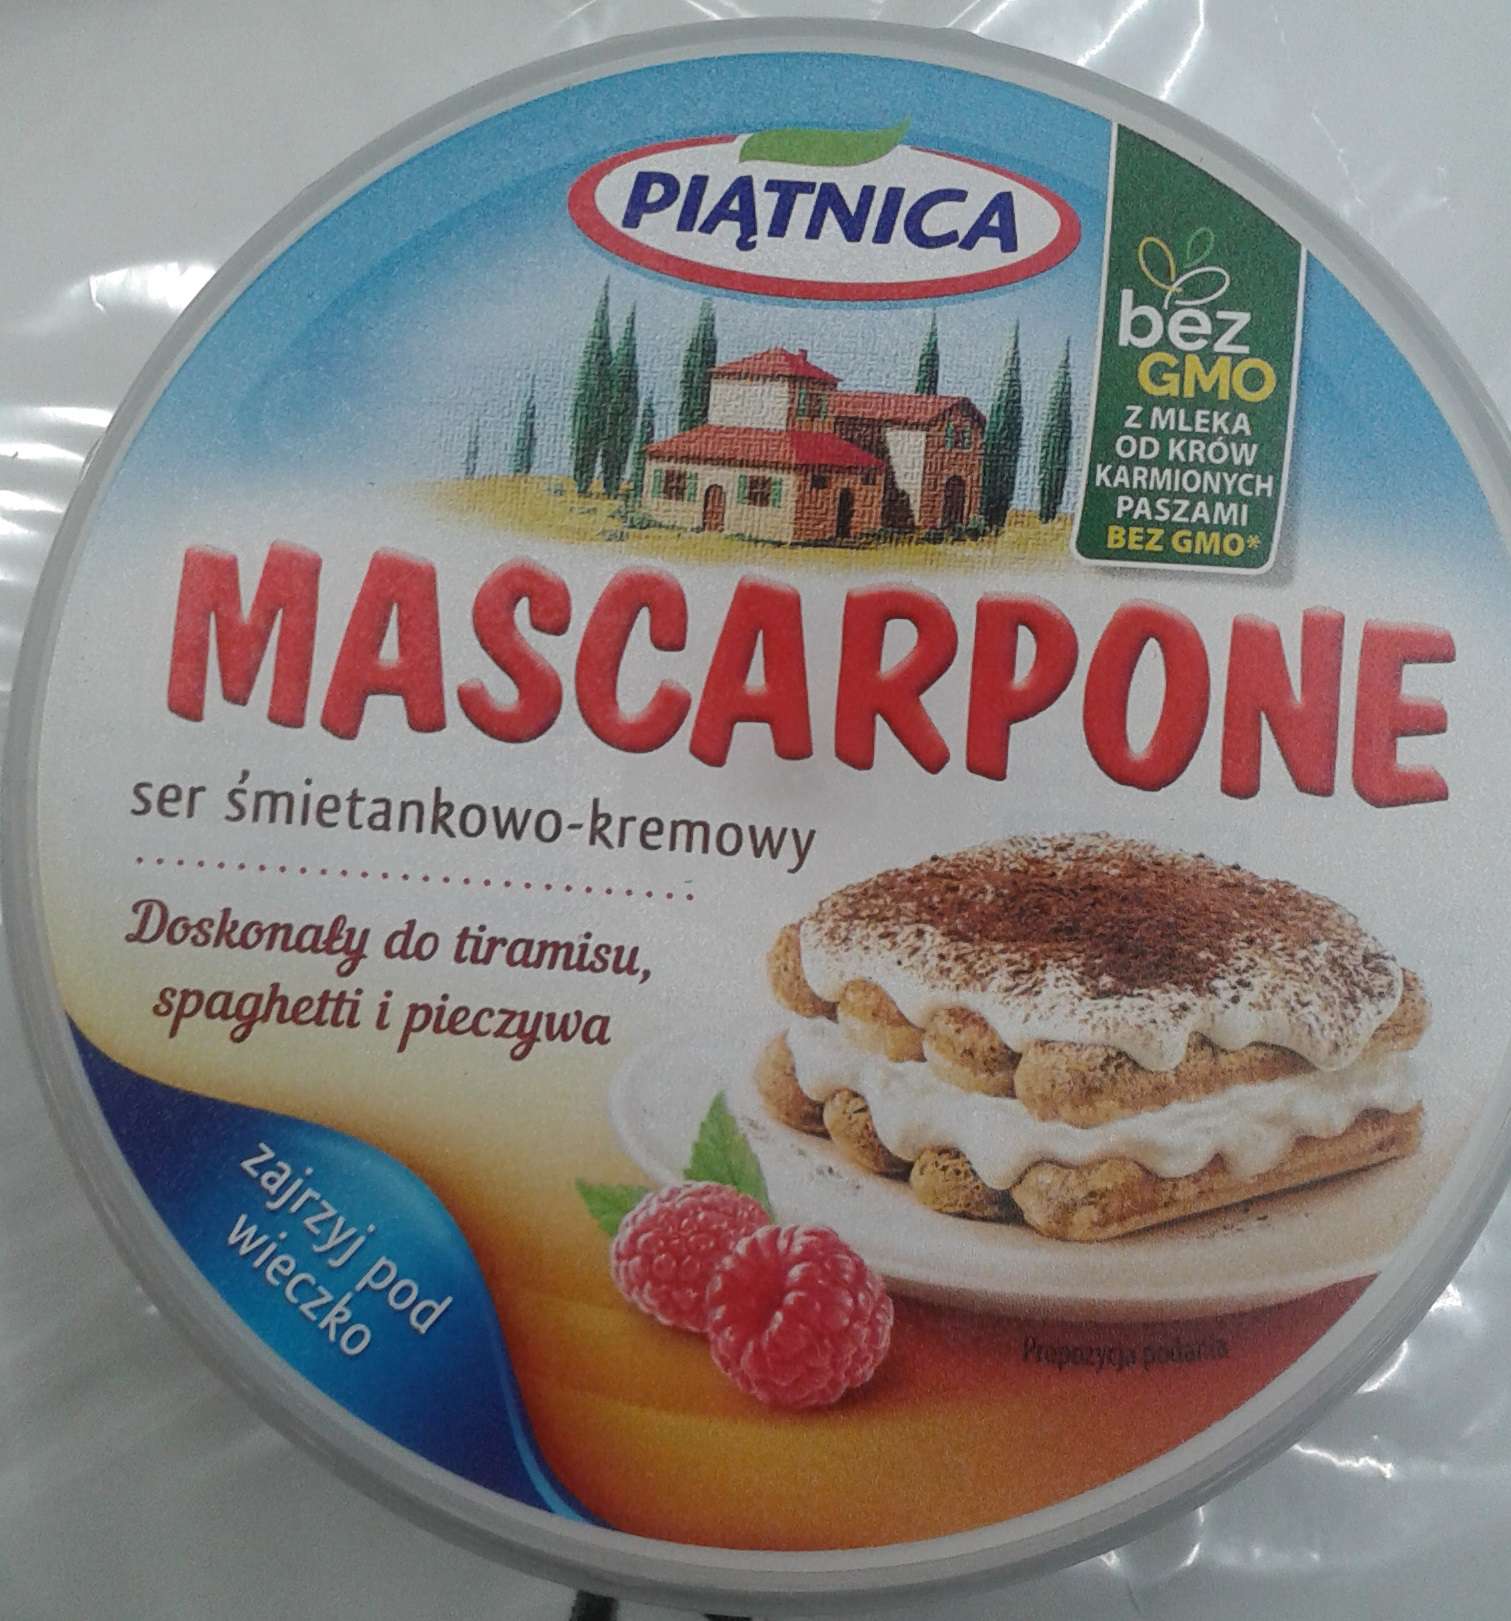 PIĄTNICA
bez
GMO
Z MLEKA
OD KRÓW
KARMIONYCH
PASZAMI
BEZ GMO*
MASCARPONE
ser śmietankowo-kremowy
Doskonały do tiramisu,
spaghetti i pieczywa
zajrzyj pod
wieczko
Propozycja podania